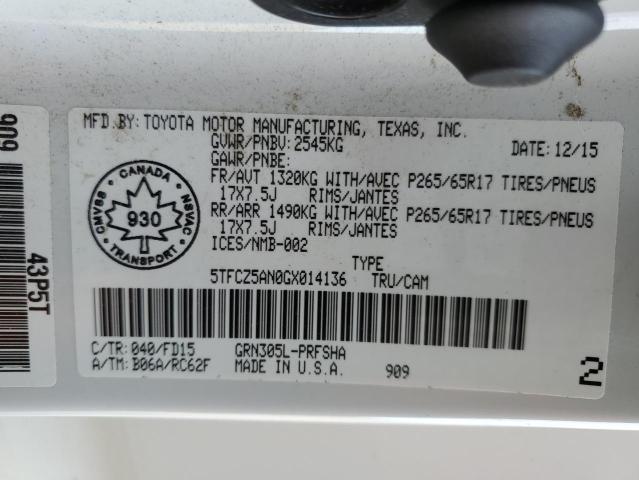 MFD.BY:TOYOTA MOTOR MANUFACTURING, TEXAS, INC.
GVWR/PNBV:2545KG DATE:12/15
GAWR/PNBE:
FR/AVT 1320KG WITH/AVEC P265/65R17 TIRES/PNEUS
17X7.5J RIMS/JANTES
RR/ARR 1490KG WITH/AVEC P265/65R17 TIRES/PNEUS
17X7.5J RIMS/JANTES
ICES/NMB-002
TYPE
5TFCZ5AN0GX014136 TRU/CAM
C/TR:040/FD15 GRN305L-PRFSHA
A/TM:B06A/RC62F MADE IN U.S.A. 909
2
CANADA
CMVSS
NSVAC
930
TRANSPORT
909
43P5T